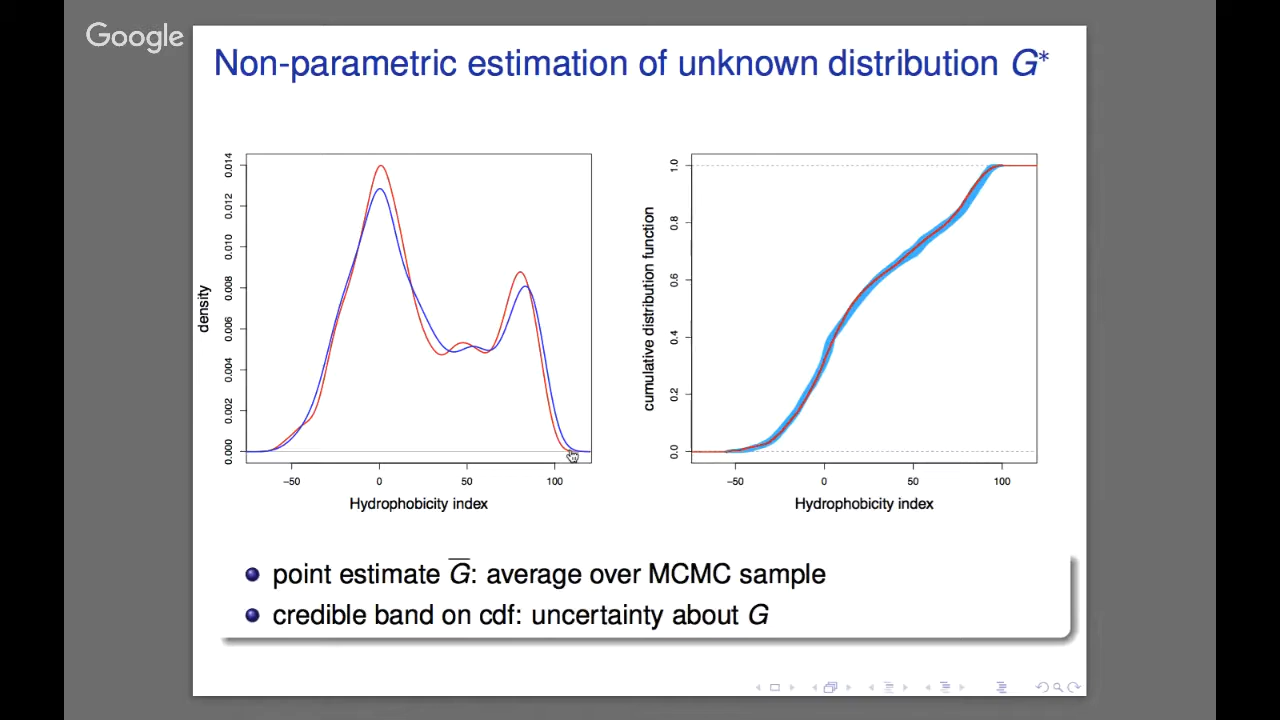 Google
Non-parametric estimation of unknown distribution G*
density
0.000
0.002
0.004
0.006
0.008
0.010
0.012
0.014
−50
0
50
100
Hydrophobicity index
cumulative distribution function
0.0
0.2
0.4
0.6
0.8
1.0
−50
0
50
100
Hydrophobicity index
point estimate G̅: average over MCMC sample
credible band on cdf: uncertainty about G